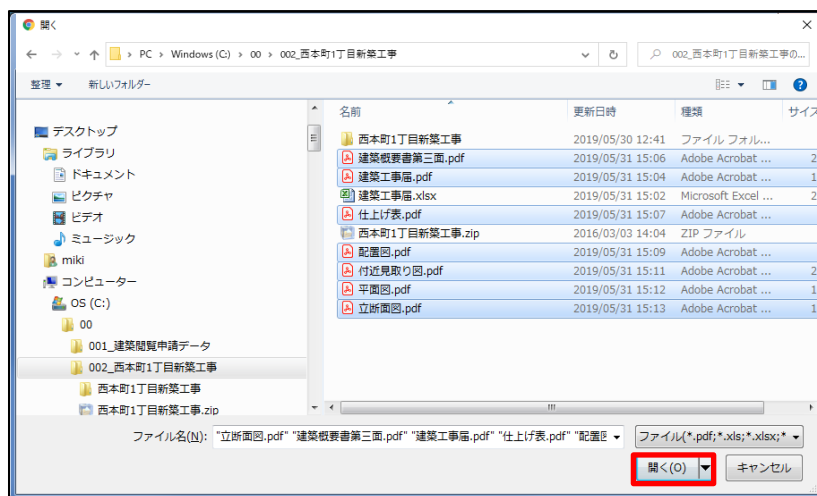 開く
PC › Windows (C:) › 00 › 002_西本町1丁目新築工事
002_西本町1丁目新築工事の...
整理 新しいフォルダー
名前 更新日時 種類 サイズ
デスクトップ
ライブラリ
ドキュメント
ピクチャ
ビデオ
ミュージック
miki
コンピューター
OS (C:)
00
001_建築閲覧申請データ
002_西本町1丁目新築工事
西本町1丁目新築工事
西本町1丁目新築工事.zip
西本町1丁目新築工事 2019/05/30 12:41 ファイル フォル...
建築概要書第三面.pdf 2019/05/31 15:06 Adobe Acrobat ... 2
建築工事届.pdf 2019/05/31 15:04 Adobe Acrobat ... 1
建築工事届.xlsx 2019/05/31 15:02 Microsoft Excel ... 2
仕上げ表.pdf 2019/05/31 15:07 Adobe Acrobat ...
西本町1丁目新築工事.zip 2016/03/03 14:04 ZIP ファイル
配置図.pdf 2019/05/31 15:09 Adobe Acrobat ...
付近見取り図.pdf 2019/05/31 15:11 Adobe Acrobat ... 2
平面図.pdf 2019/05/31 15:12 Adobe Acrobat ... 1
立断面図.pdf 2019/05/31 15:13 Adobe Acrobat ... 1
ファイル名(N): "立断面図.pdf" "建築概要書第三面.pdf" "建築工事届.pdf" "仕上げ表.pdf" "配置図 ファイル(*.pdf;*.xls;*.xlsx;*
開く(O) キャンセル